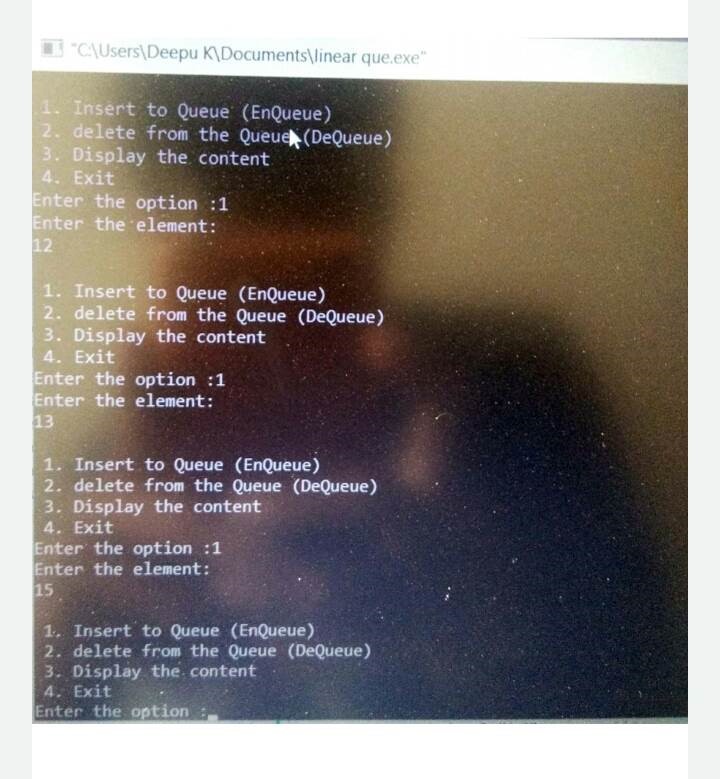 "C:\Users\Deepu K\Documents\linear que.exe"
1. Insert to Queue (EnQueue)
2. delete from the Queue (DeQueue)
3. Display the content
4. Exit
Enter the option :1
Enter the element:
12
1. Insert to Queue (EnQueue)
2. delete from the Queue (DeQueue)
3. Display the content
4. Exit
Enter the option :1
Enter the element:
13
1. Insert to Queue (EnQueue)
2. delete from the Queue (DeQueue)
3. Display the content
4. Exit
Enter the option :1
Enter the element:
15
1. Insert to Queue (EnQueue)
2. delete from the Queue (DeQueue)
3. Display the content
4. Exit
Enter the option :